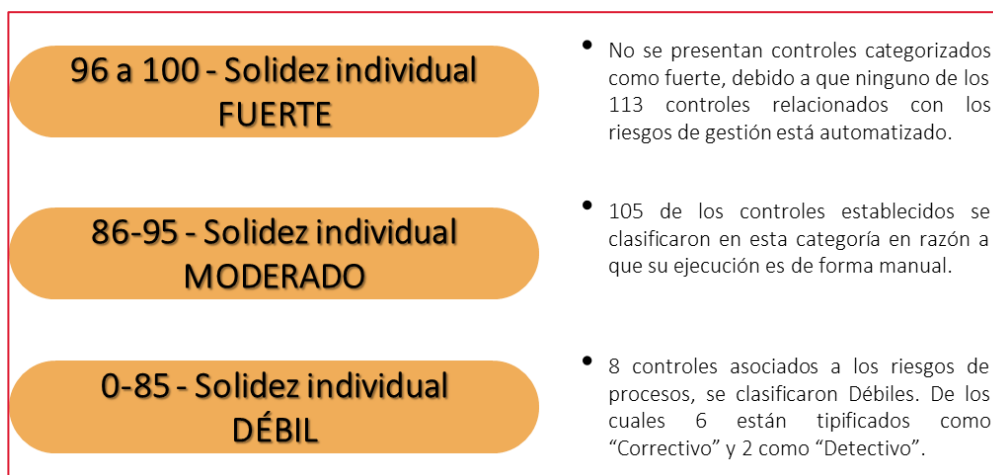 96 a 100 - Solidez individual
FUERTE
• No se presentan controles categorizados
como fuerte, debido a que ninguno de los
113 controles relacionados con los
riesgos de gestión está automatizado.
86-95 - Solidez individual
MODERADO
• 105 de los controles establecidos se
clasificaron en esta categoría en razón a
que su ejecución es de forma manual.
0-85 - Solidez individual
DÉBIL
• 8 controles asociados a los riesgos de
procesos, se clasificaron Débiles. De los
cuales 6 están tipificados como
“Correctivo” y 2 como “Detectivo”.